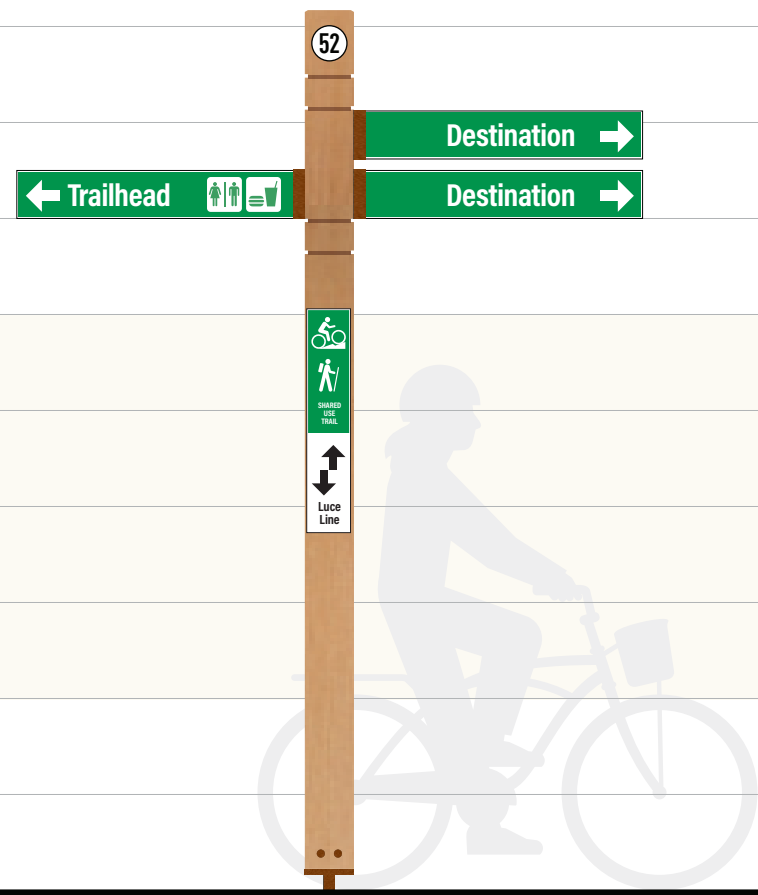 52
Destination
Trailhead
Destination
SHARED
USE
TRAIL
Luce
Line